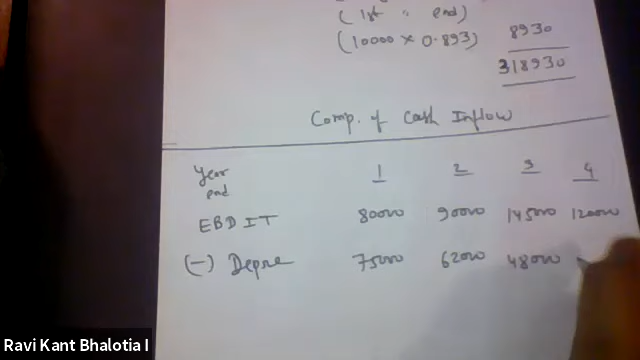 (1st " end)
(10000 × 0.893) 8930
318930
Comp. of Cash Inflow
Year end 1 2 3 4
EBDIT 80000 90000 145000 120000
(-) Depre 75000 62000 48000
Ravi Kant Bhalotia I